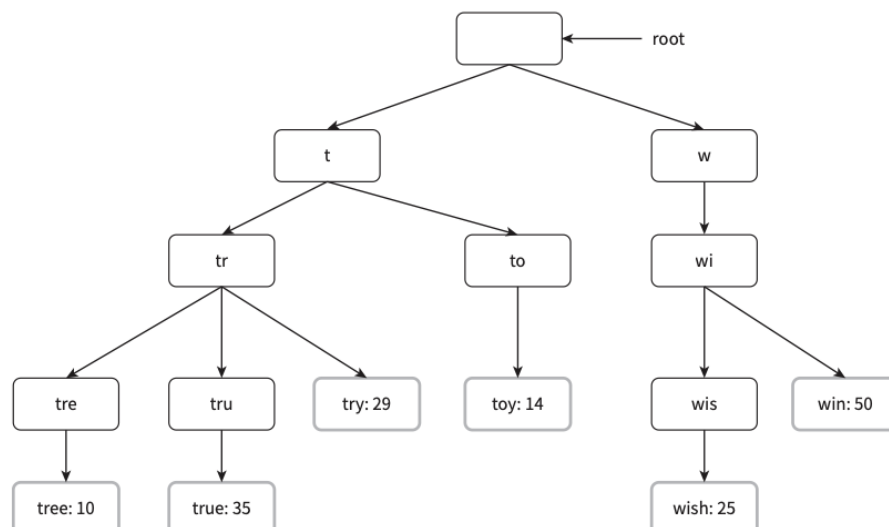 root
t
w
tr
to
wi
tre
tru
try: 29
toy: 14
wis
win: 50
tree: 10
true: 35
wish: 25